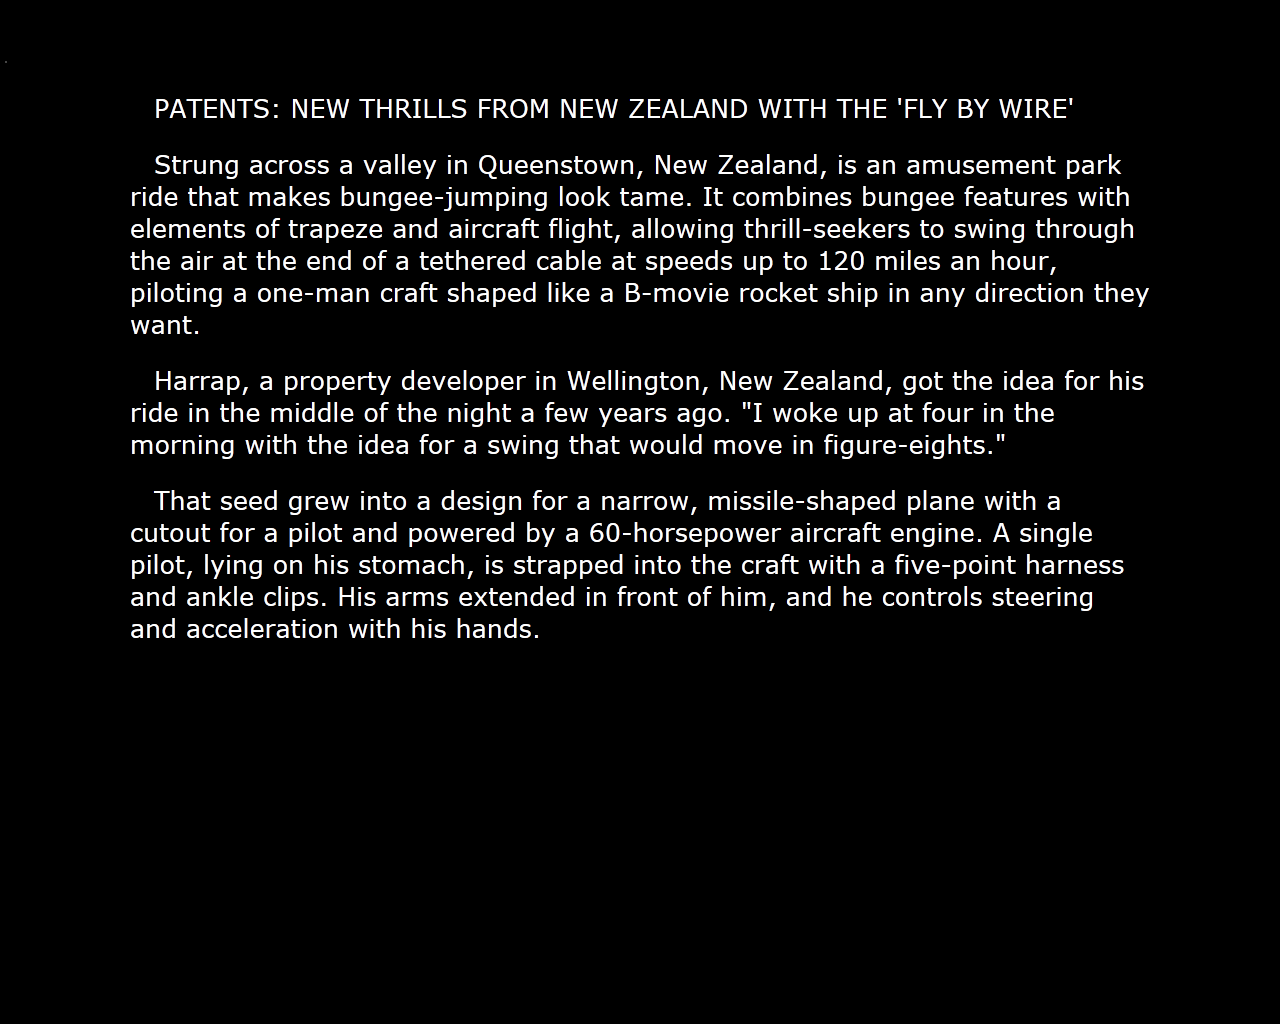 PATENTS: NEW THRILLS FROM NEW ZEALAND WITH THE 'FLY BY WIRE'
Strung across a valley in Queenstown, New Zealand, is an amusement park
ride that makes bungee-jumping look tame. It combines bungee features with
elements of trapeze and aircraft flight, allowing thrill-seekers to swing through
the air at the end of a tethered cable at speeds up to 120 miles an hour,
piloting a one-man craft shaped like a B-movie rocket ship in any direction they
want.
Harrap, a property developer in Wellington, New Zealand, got the idea for his
ride in the middle of the night a few years ago. "I woke up at four in the
morning with the idea for a swing that would move in figure-eights."
That seed grew into a design for a narrow, missile-shaped plane with a
cutout for a pilot and powered by a 60-horsepower aircraft engine. A single
pilot, lying on his stomach, is strapped into the craft with a five-point harness
and ankle clips. His arms extended in front of him, and he controls steering
and acceleration with his hands.